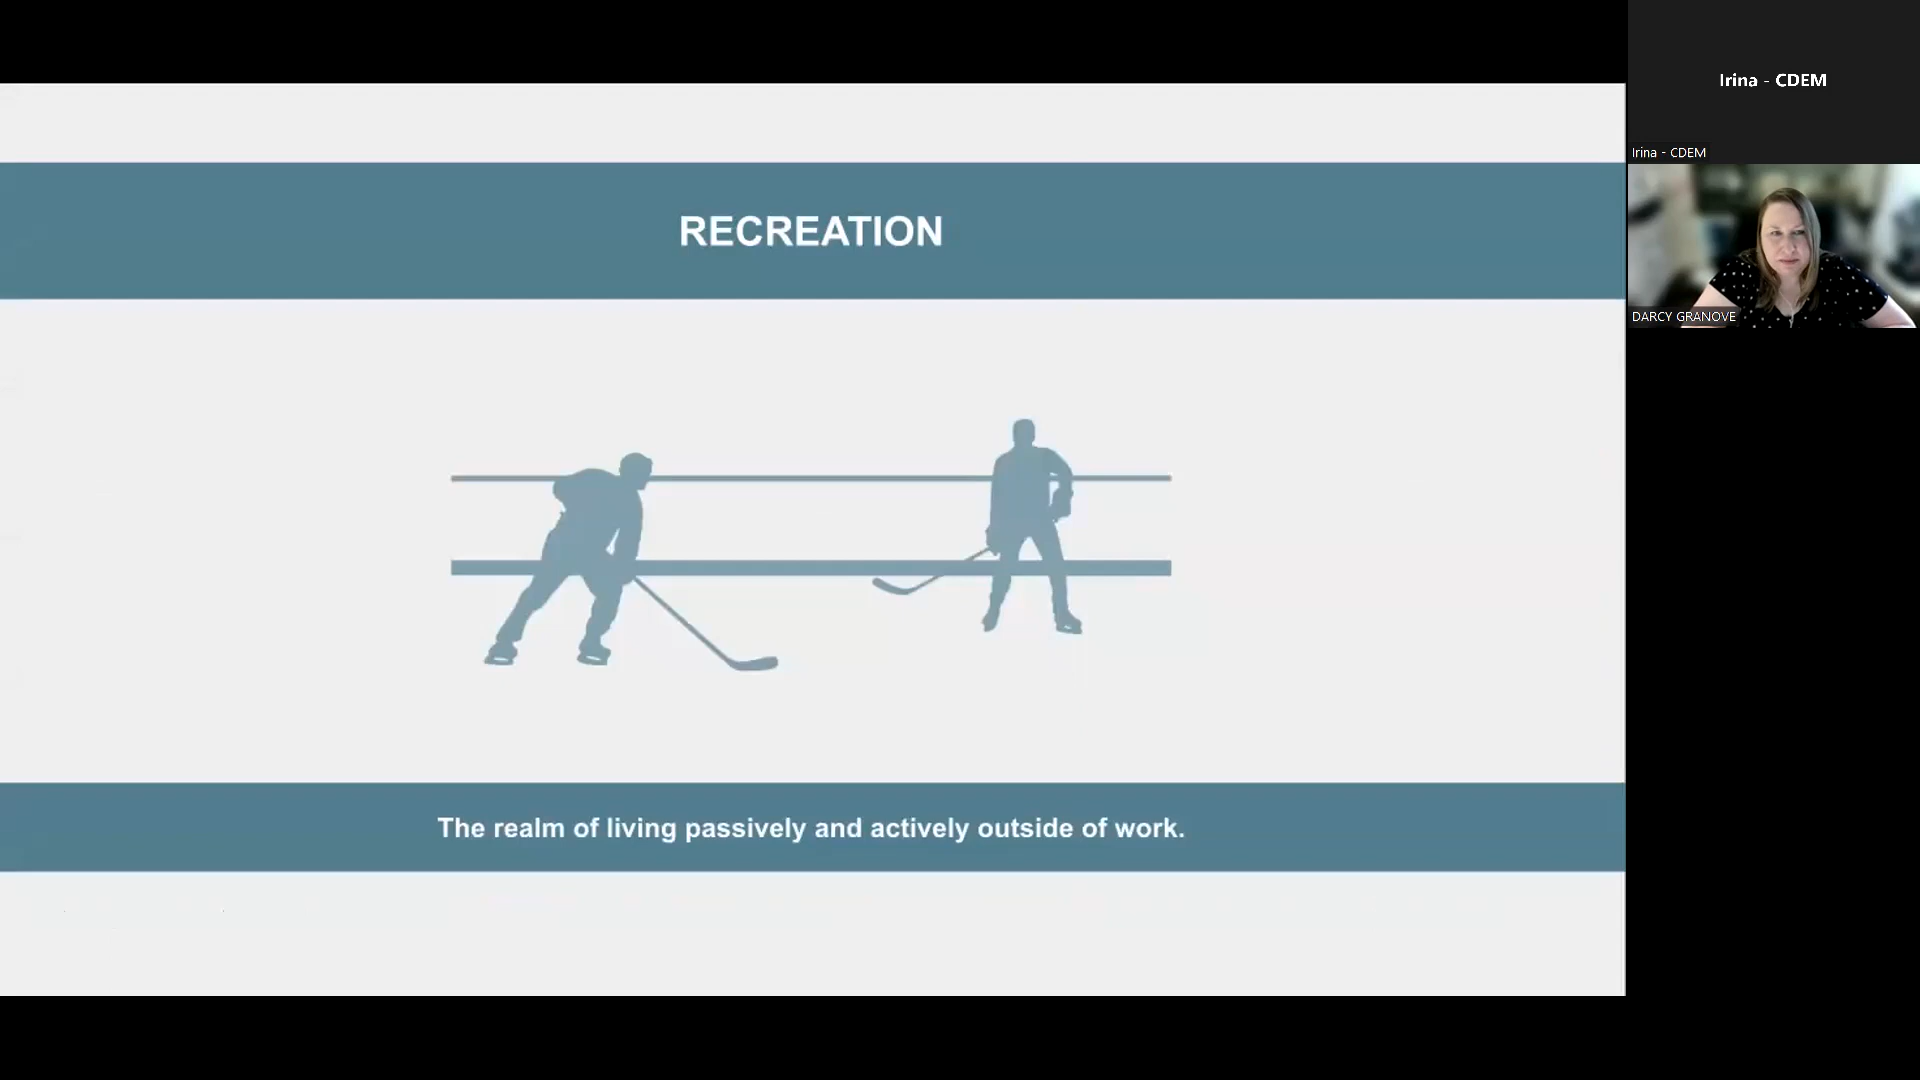 RECREATION
The realm of living passively and actively outside of work.
Irina - CDEM
Irina - CDEM
DARCY GRANOVE